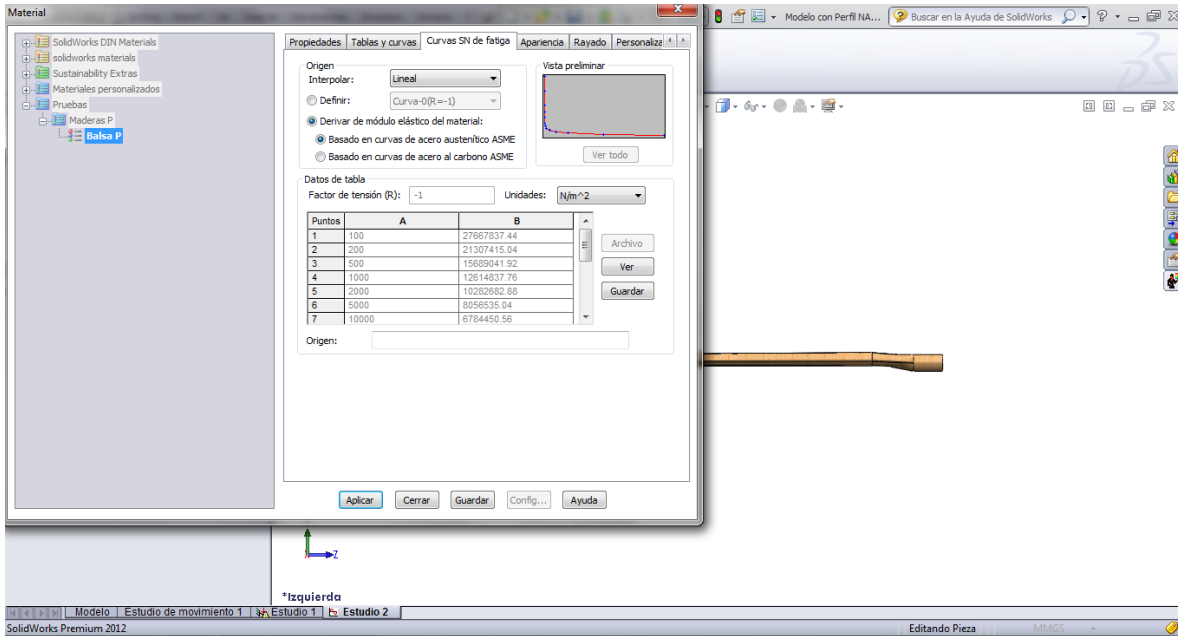 Material
Modelo con Perfil NA...
Buscar en la Ayuda de SolidWorks
SolidWorks DIN Materials
solidworks materials
Sustainability Extras
Materiales personalizados
Pruebas
Maderas P
Balsa P
Propiedades Tablas y curvas Curvas SN de fatiga Apariencia Rayado Personaliza
Origen
Interpolar: Lineal
Definir: Curva-0(R=-1)
Derivar de módulo elástico del material:
Basado en curvas de acero austenítico ASME
Basado en curvas de acero al carbono ASME
Vista preliminar
Ver todo
Datos de tabla
Factor de tensión (R): -1 Unidades: N/m^2
Puntos A B
1 100 27667837.44
2 200 21307415.04
3 500 15689041.92
4 1000 12614837.76
5 2000 10282682.88
6 5000 8056535.04
7 10000 6784450.56
Archivo
Ver
Guardar
Origen:
Aplicar Cerrar Guardar Config... Ayuda
Z
*Izquierda
Modelo Estudio de movimiento 1 Estudio 1 Estudio 2
SolidWorks Premium 2012 Editando Pieza MMGS